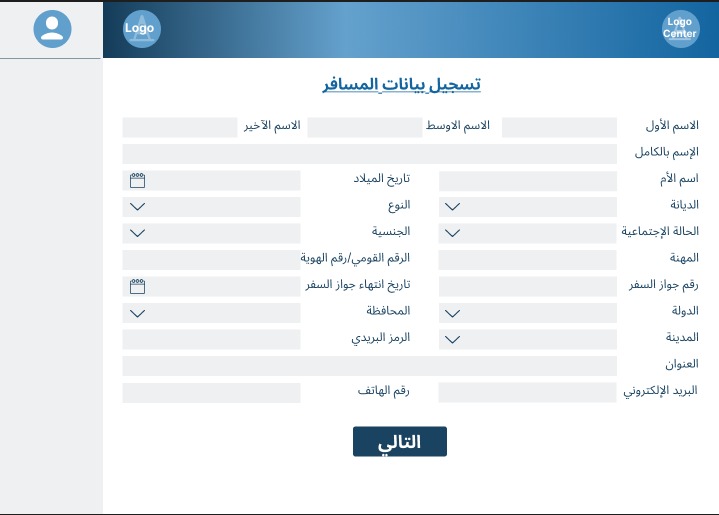 Logo
Logo
Center
تسجيل بيانات المسافر
الاسم الأول الاسم الاوسط الاسم الآخير
الإسم بالكامل
اسم الأم تاريخ الميلاد
الديانة النوع
الحالة الإجتماعية الجنسية
المهنة الرقم القومي/رقم الهوية
رقم جواز السفر تاريخ انتهاء جواز السفر
الدولة المحافظة
المدينة الرمز البريدي
العنوان
البريد الإلكتروني رقم الهاتف
التالي